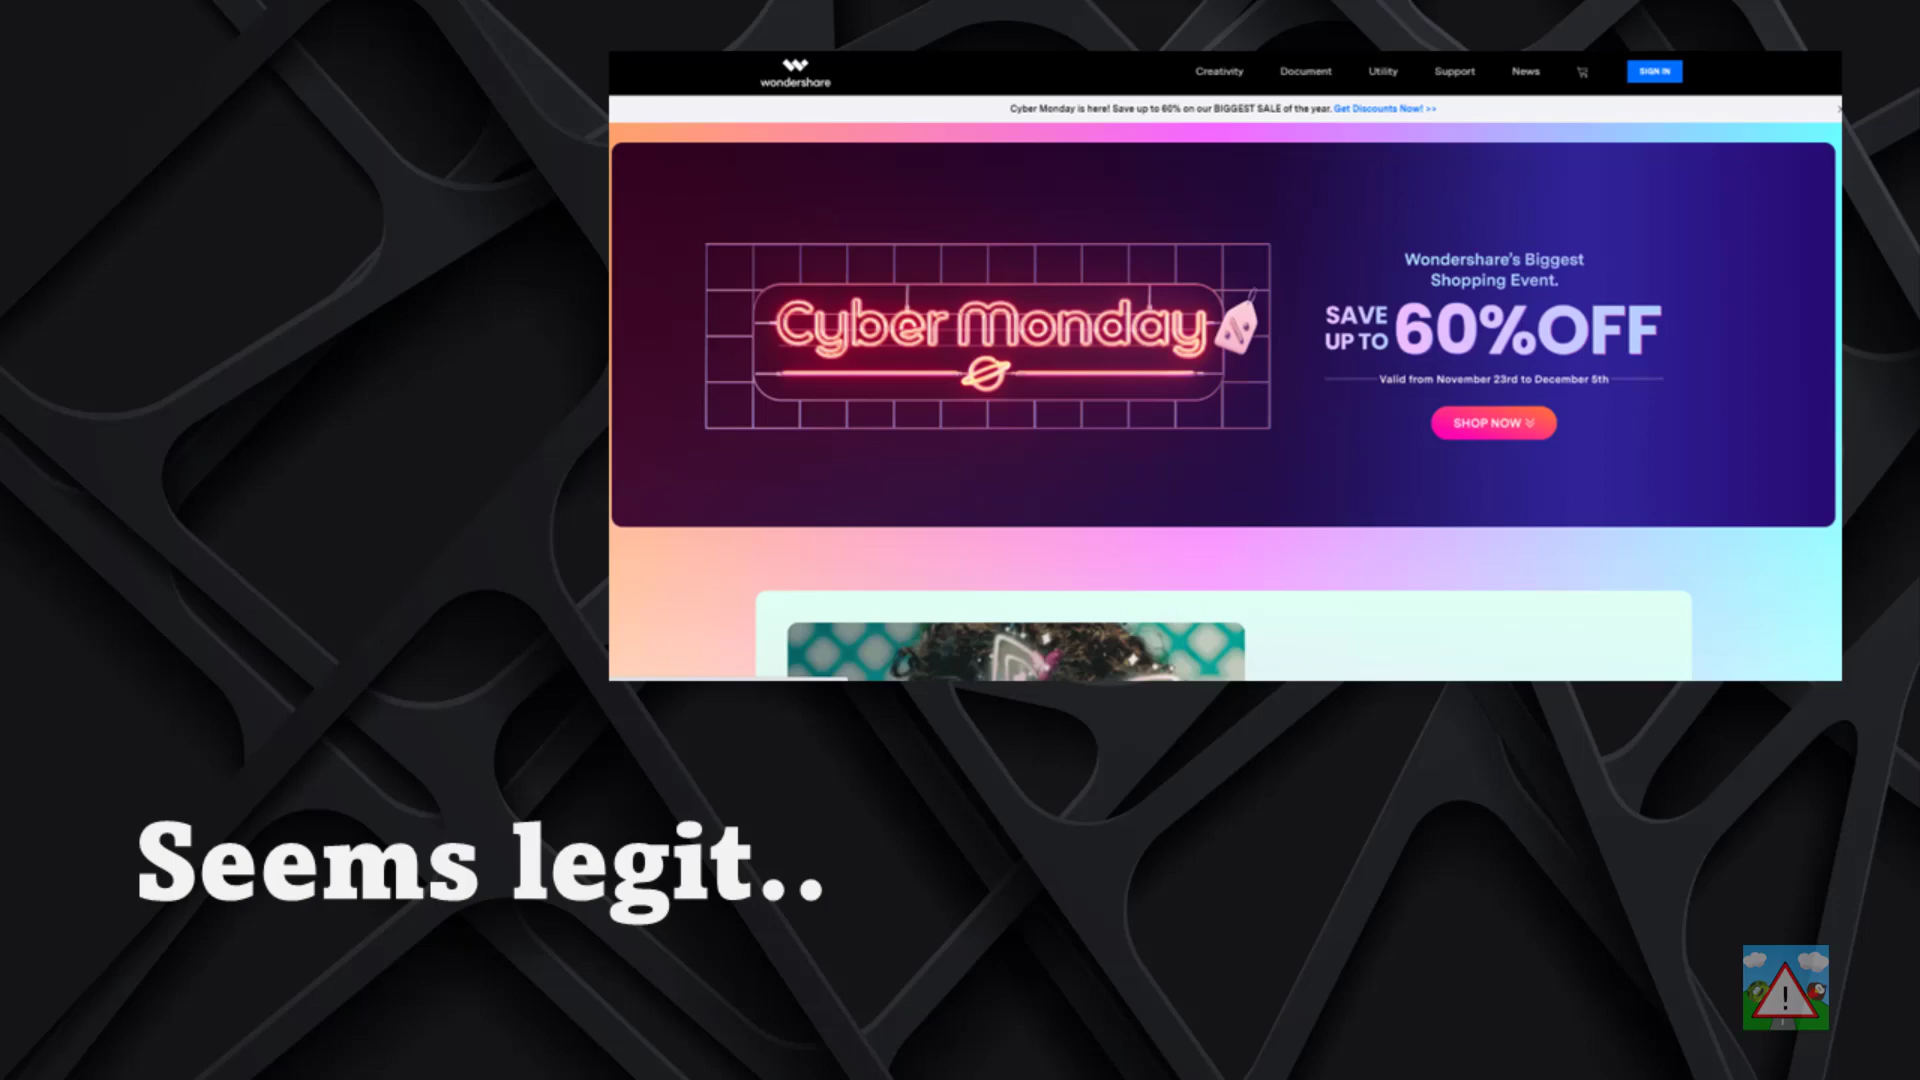 wondershare
Creativity Document Utility Support News SIGN IN
Cyber Monday is here! Save up to 60% on our BIGGEST SALE of the year. Get Discounts Now! >>
Cyber Monday
Wondershare's Biggest
Shopping Event.
SAVE
UP TO 60%OFF
Valid from November 23rd to December 5th
SHOP NOW
Seems legit..
!